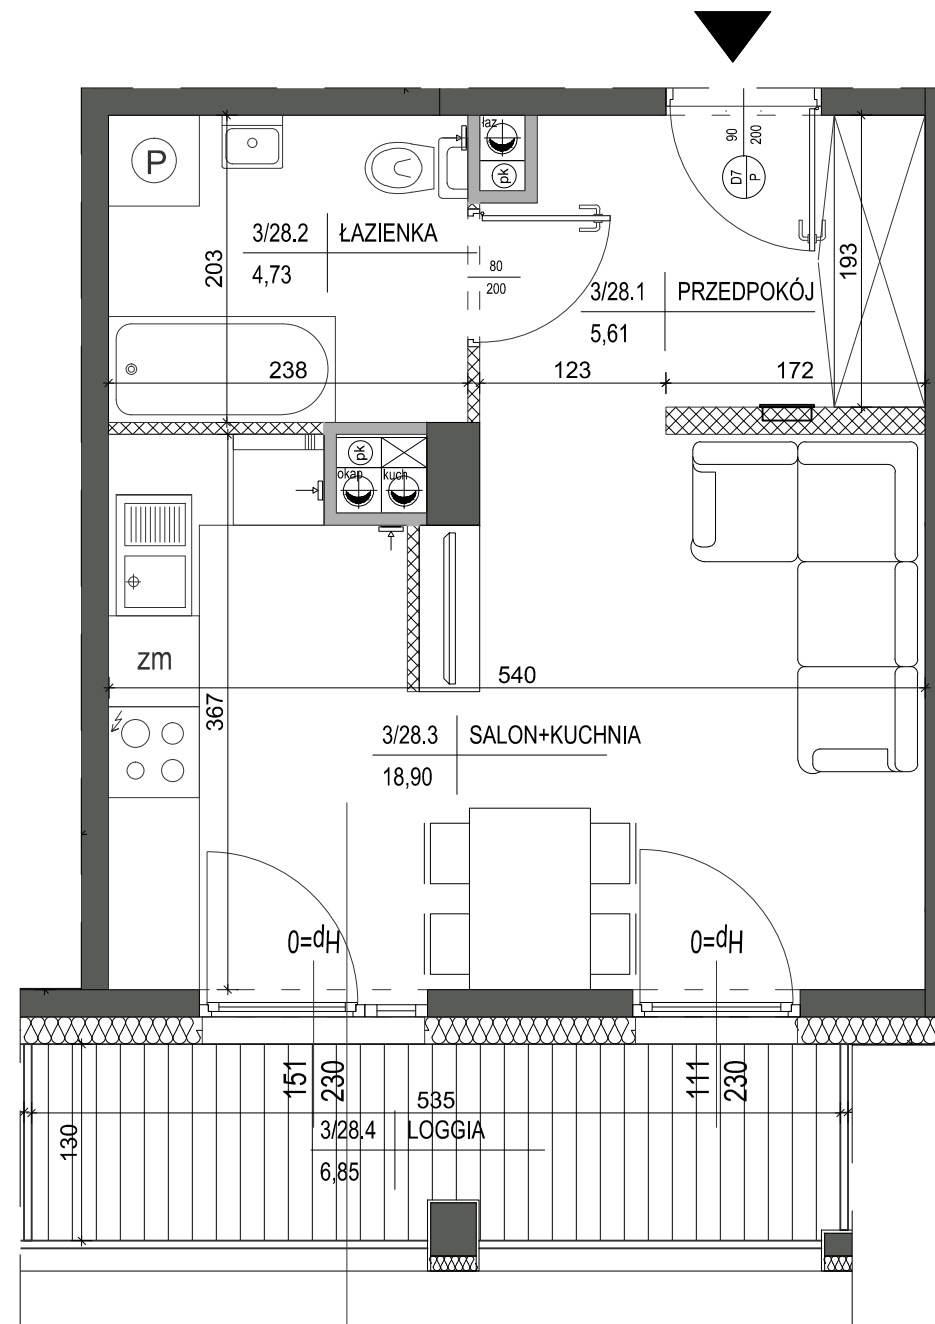 łaz
90
200
P
pk
D7
P
3/28.2 ŁAZIENKA
4,73
203
80
200
193
3/28.1 PRZEDPOKÓJ
5,61
238
123
172
pk
okap
kuch
zm
540
367
3/28.3 SALON+KUCHNIA
18,90
Hp=0
Hp=0
151
230
111
230
535
130
3/28.4 LOGGIA
6,85